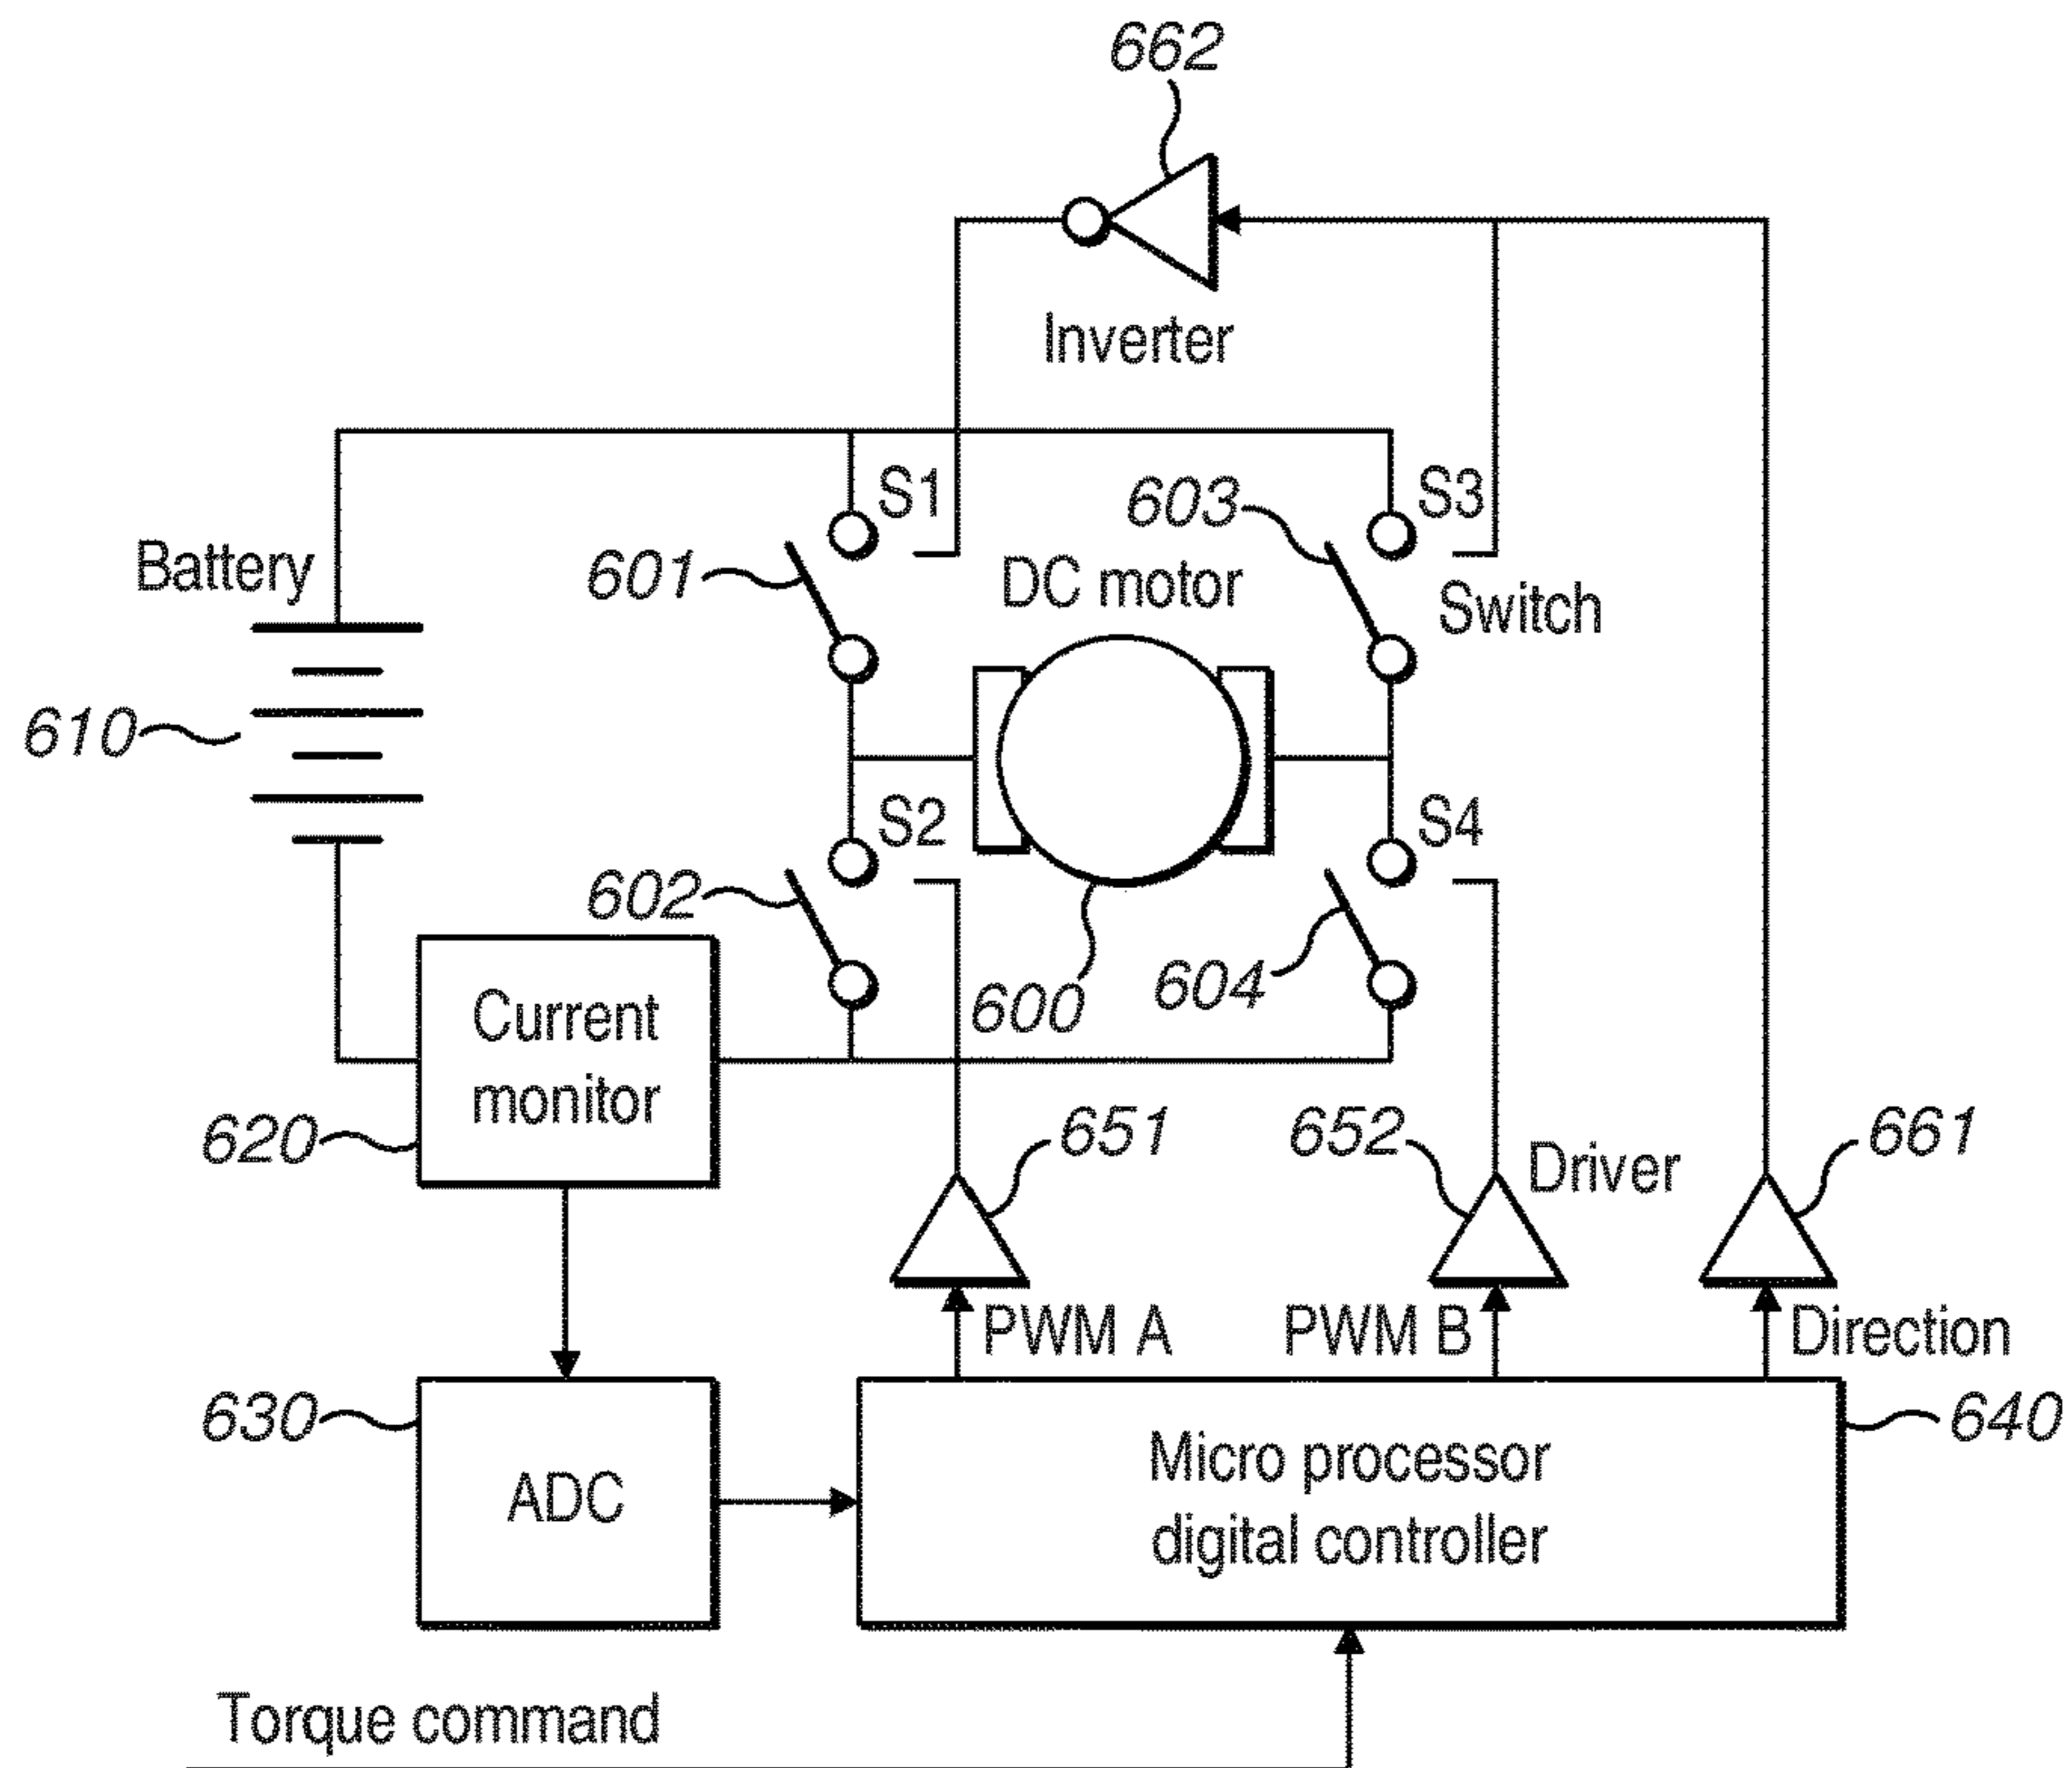 662
Inverter
S1
603
S3
Battery
601
DC motor
Switch
610
S2
S4
602
604
600
Current
monitor
620
651
652
Driver
661
PWM A
PWM B
Direction
630
ADC
Micro processor
digital controller
640
Torque command